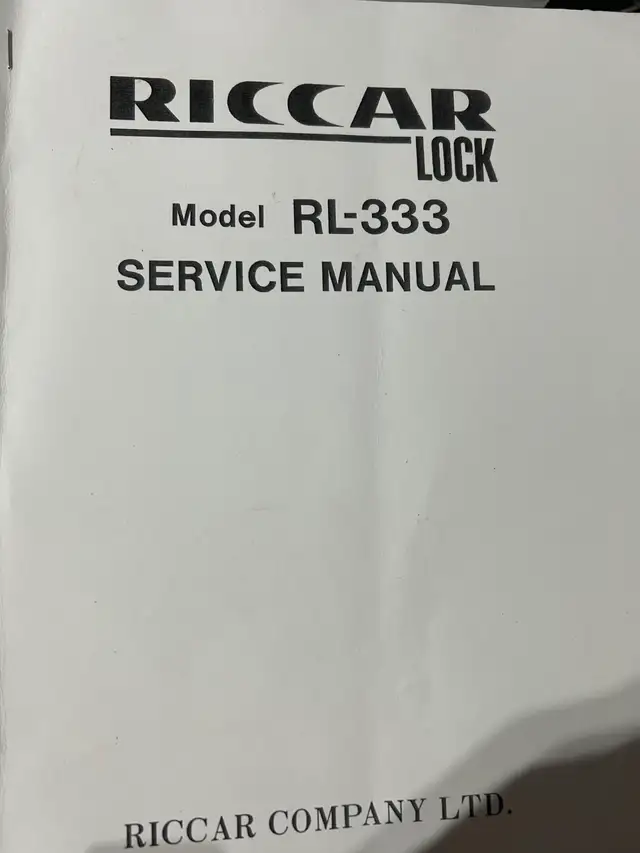 RICCAR
LOCK
Model RL-333
SERVICE MANUAL
RICCAR COMPANY LTD.